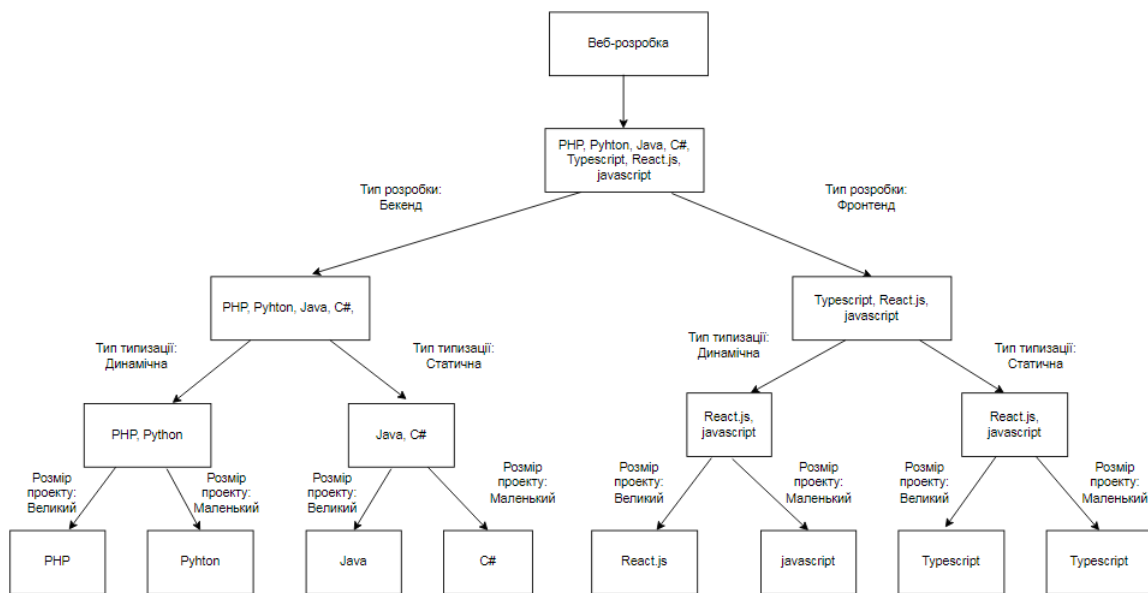 Веб-розробка
PHP, Pyhton, Java, C#,
Typescript, React.js,
javascript
Тип розробки:
Бекенд
Тип розробки:
Фронтенд
PHP, Pyhton, Java, C#,
Typescript, React.js,
javascript
Тип типизації:
Динамічна
Тип типизації:
Статична
Тип типизації:
Динамічна
Тип типизації:
Статична
PHP, Python
Java, C#
React.js,
javascript
React.js,
javascript
Розмір
проекту:
Великий
Розмір
проекту:
Маленький
Розмір
проекту:
Великий
Розмір
проекту:
Маленький
Розмір
проекту:
Великий
Розмір
проекту:
Маленький
Розмір
проекту:
Великий
Розмір
проекту:
Маленький
PHP
Pyhton
Java
C#
React.js
javascript
Typescript
Typescript